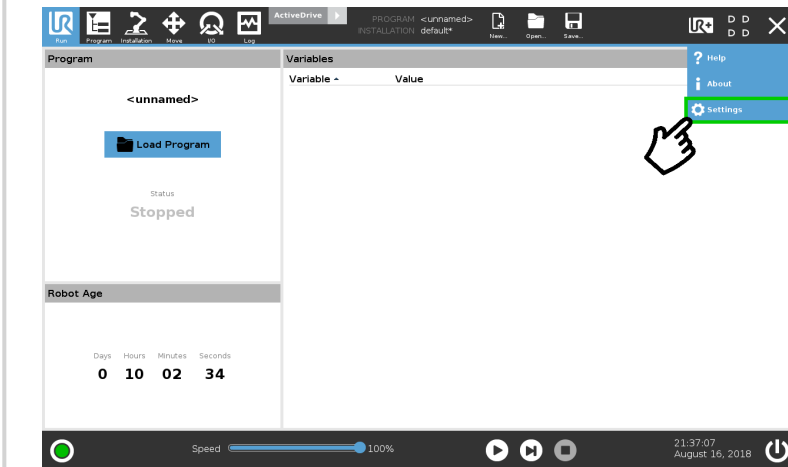 UR
Run
Program
Installation
Move
I/O
Log
ActiveDrive
PROGRAM <unnamed>
INSTALLATION default*
New...
Open...
Save...
UR+
D D
D D
Program
Variables
? Help
i About
Settings
Variable
Value
<unnamed>
Load Program
Status
Stopped
Robot Age
Days Hours Minutes Seconds
0 10 02 34
Speed
100%
21:37:07
August 16, 2018